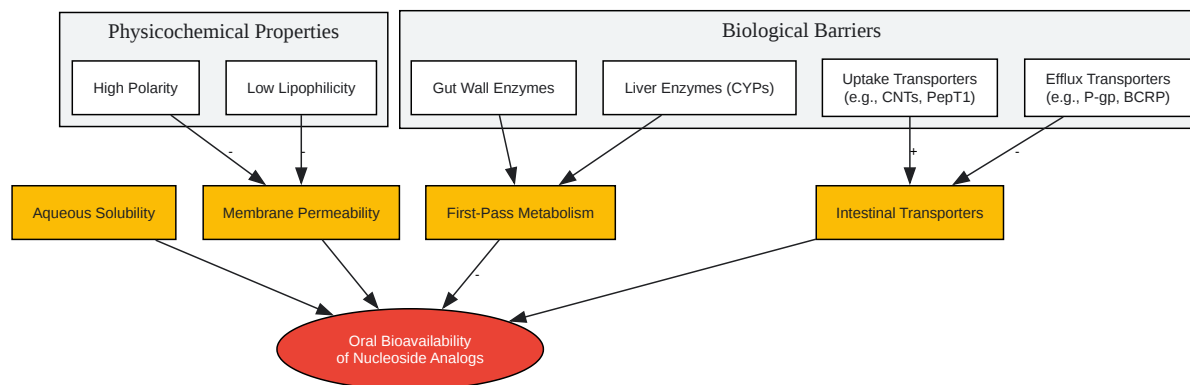 Physicochemical Properties
Biological Barriers
High Polarity
Low Lipophilicity
Gut Wall Enzymes
Liver Enzymes (CYPs)
Uptake Transporters
(e.g., CNTs, PepT1)
Efflux Transporters
(e.g., P-gp, BCRP)
-
-
+
-
Aqueous Solubility
Membrane Permeability
First-Pass Metabolism
Intestinal Transporters
-
Oral Bioavailability
of Nucleoside Analogs